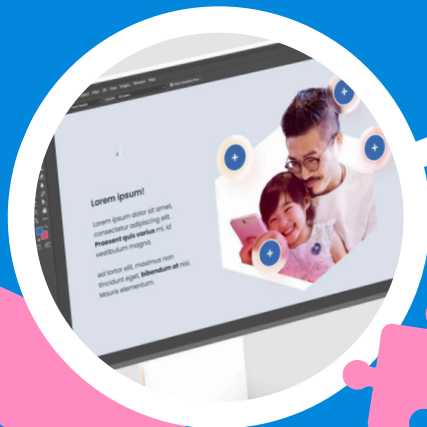 Lorem ipsum!
Lorem ipsum dolor sit amet,
consectetur adipiscing elit.
Praesent quis varius mi, id
vestibulum magna.
ed tortor elit, maximus non
tincidunt eget, bibendum at nisl.
Mauris elementum.